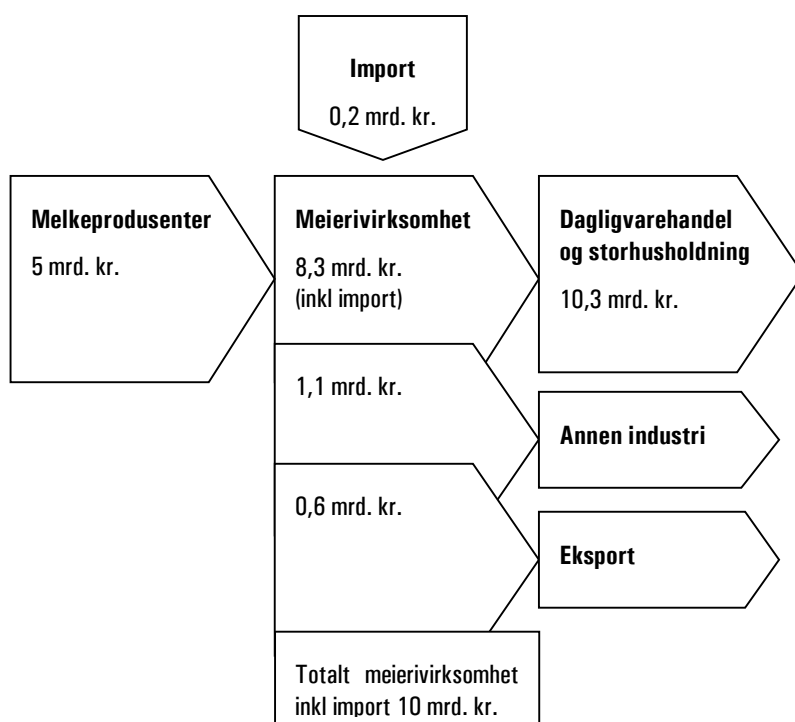 Import
0,2 mrd. kr.
Melkeprodusenter
5 mrd. kr.
Meierivirksomhet
8,3 mrd. kr.
(inkl import)
Dagligvarehandel
og storhusholdning
10,3 mrd. kr.
1,1 mrd. kr.
Annen industri
0,6 mrd. kr.
Eksport
Totalt meierivirksomhet
inkl import 10 mrd. kr.